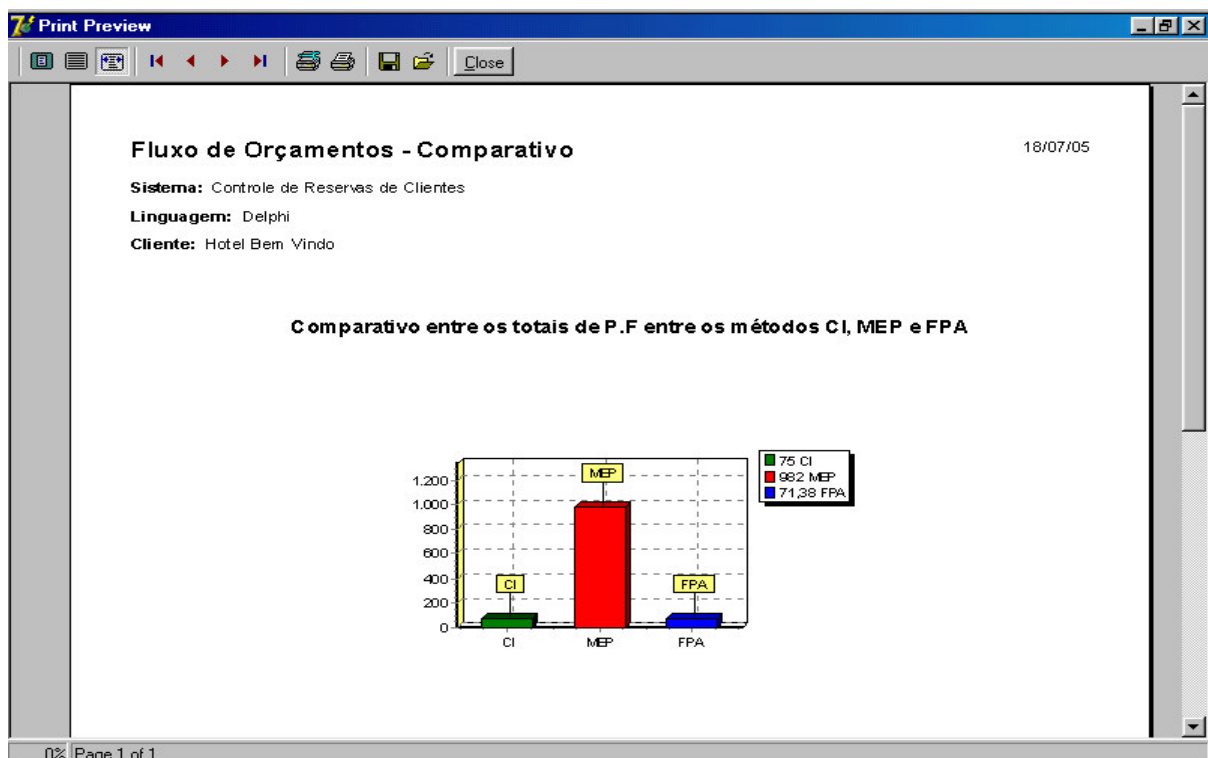 Print Preview
Close
Fluxo de Orçamentos - Comparativo
18/07/05
Sistema: Controle de Reservas de Clientes
Linguagem: Delphi
Cliente: Hotel Bem Vindo
Comparativo entre os totais de P.F entre os métodos CI, MEP e FPA
75 CI
982 MEP
71,38 FPA
1.200
1.000
800
600
400
200
0
MEP
CI
FPA
CI MEP FPA
0% Page 1 of 1